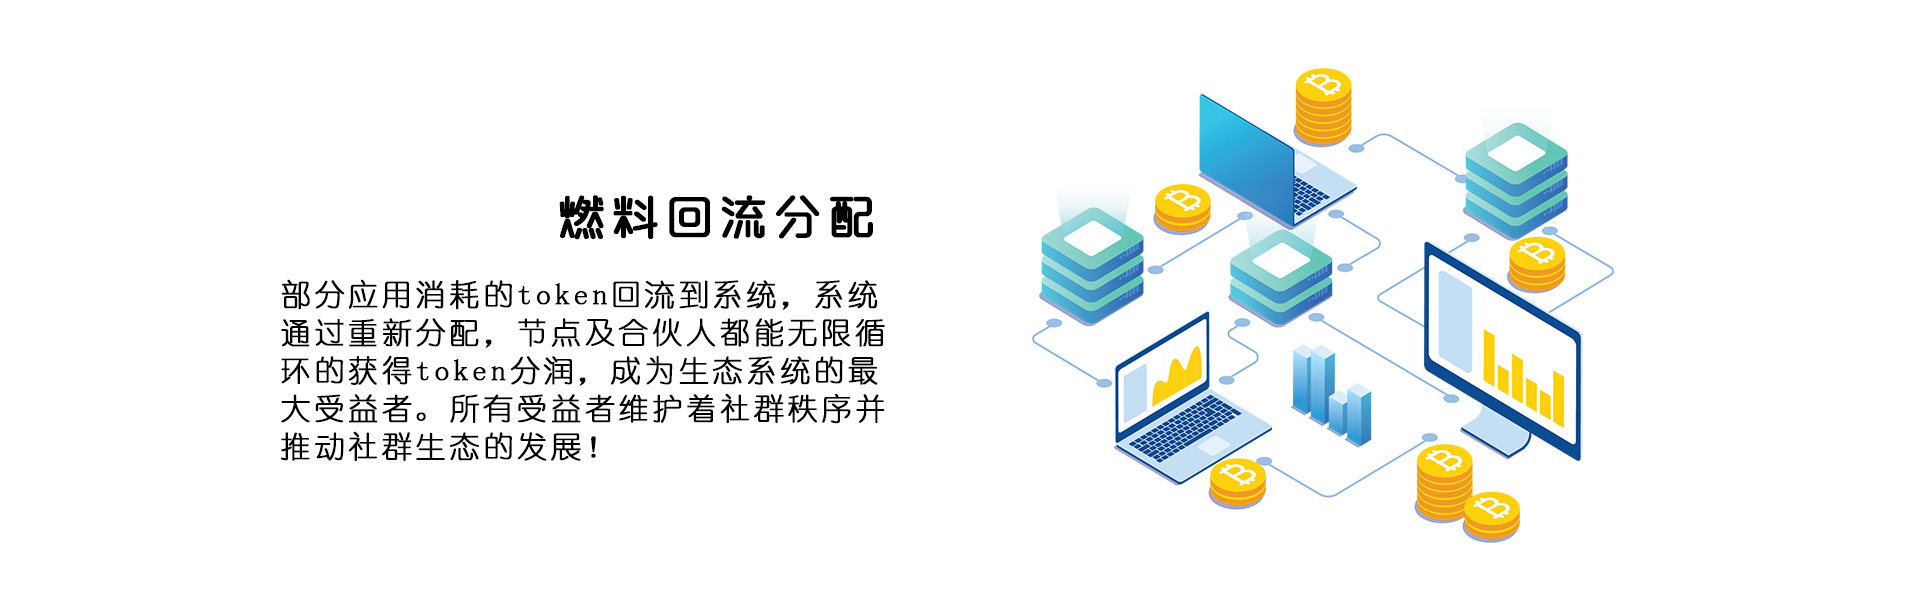 燃料回流分配
部分应用消耗的token回流到系统，系统
通过重新分配，节点及合伙人都能无限循
环的获得token分润，成为生态系统的最
大受益者。所有受益者维护着社群秩序并
推动社群生态的发展！